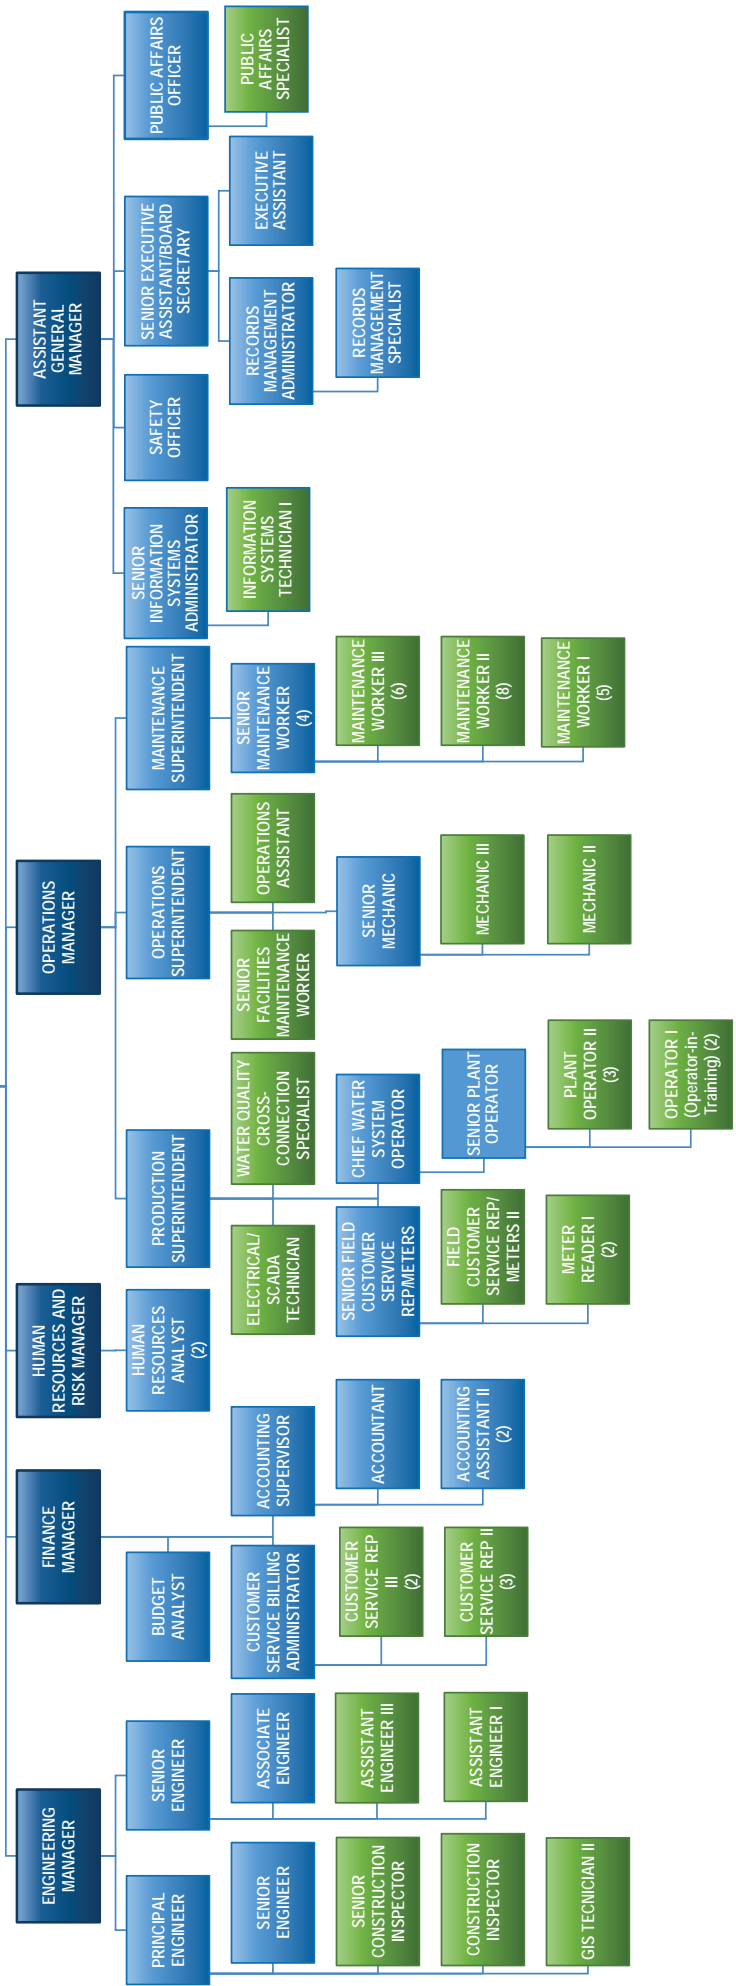 ENGINEERING
MANAGER
PRINCIPAL
ENGINEER
SENIOR
ENGINEER
SENIOR
CONSTRUCTION
INSPECTOR
CONSTRUCTION
INSPECTOR
GIS TECNICIAN II
SENIOR
ENGINEER
ASSOCIATE
ENGINEER
ASSISTANT
ENGINEER III
ASSISTANT
ENGINEER I
FINANCE
MANAGER
BUDGET
ANALYST
CUSTOMER
SERVICE BILLING
ADMINISTRATOR
CUSTOMER
SERVICE REP
III
(2)
CUSTOMER
SERVICE REP II
(3)
ACCOUNTING
SUPERVISOR
ACCOUNTANT
ACCOUNTING
ASSISTANT II
(2)
HUMAN
RESOURCES AND
RISK MANAGER
HUMAN
RESOURCES
ANALYST
(2)
OPERATIONS
MANAGER
PRODUCTION
SUPERINTENDENT
ELECTRICAL/
SCADA
TECHNICIAN
WATER QUALITY
CROSS-
CONNECTION
SPECIALIST
SENIOR FIELD
CUSTOMER
SERVICE
REP/METERS
FIELD
CUSTOMER
SERVICE REP/
METERS II
METER
READER I
(2)
CHIEF WATER
SYSTEM
OPERATOR
SENIOR PLANT
OPERATOR
PLANT
OPERATOR II
(3)
OPERATOR I
(Operator-in-
Training) (2)
OPERATIONS
SUPERINTENDENT
SENIOR
FACILITIES
MAINTENANCE
WORKER
OPERATIONS
ASSISTANT
SENIOR
MECHANIC
MECHANIC III
MECHANIC II
MAINTENANCE
SUPERINTENDENT
SENIOR
MAINTENANCE
WORKER
(4)
MAINTENANCE
WORKER III
(6)
MAINTENANCE
WORKER II
(8)
MAINTENANCE
WORKER I
(5)
ASSISTANT
GENERAL
MANAGER
SENIOR
INFORMATION
SYSTEMS
ADMINISTRATOR
INFORMATION
SYSTEMS
TECHNICIAN I
SAFETY
OFFICER
SENIOR EXECUTIVE
ASSISTANT/BOARD
SECRETARY
RECORDS
MANAGEMENT
ADMINISTRATOR
RECORDS
MANAGEMENT
SPECIALIST
EXECUTIVE
ASSISTANT
PUBLIC AFFAIRS
OFFICER
PUBLIC
AFFAIRS
SPECIALIST